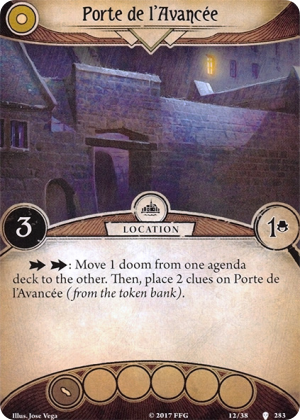 Porte de l'Avancée
3
LOCATION
1
: Move 1 doom from one agenda
deck to the other. Then, place 2 clues on Porte de
l'Avancée (from the token bank).
Illus. Jose Vega
© 2017 FFG
12/38
283